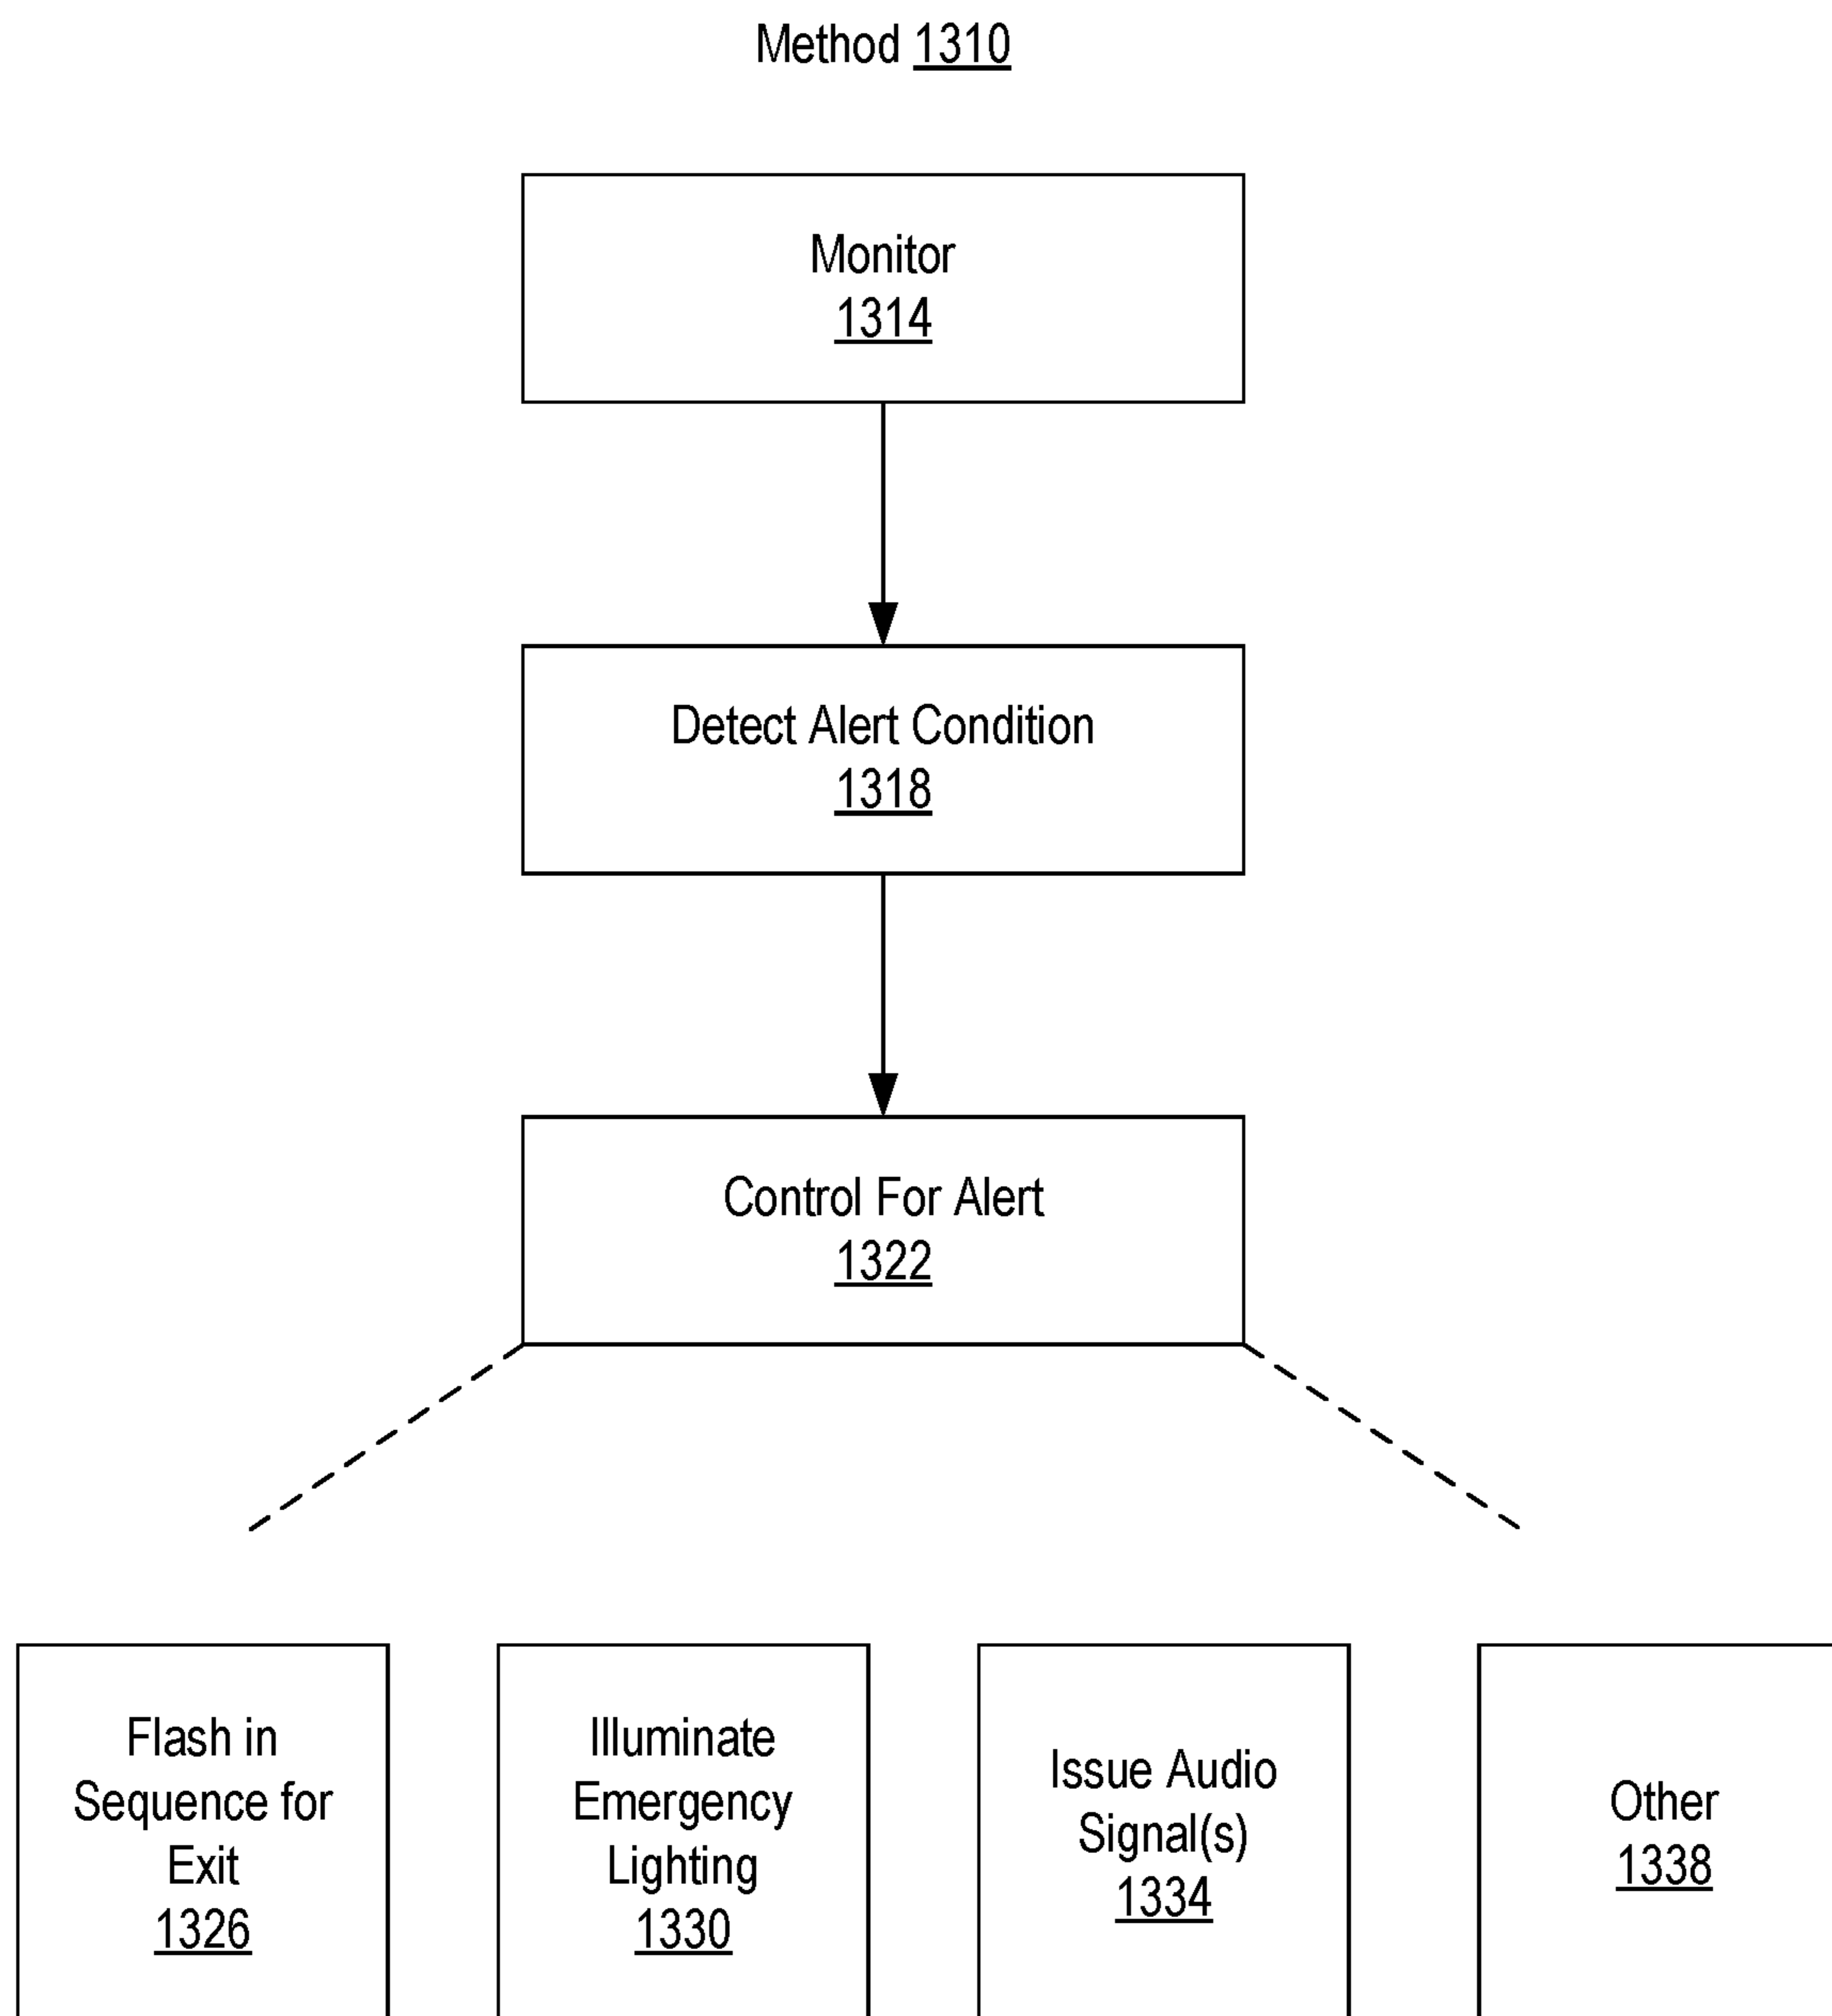 Method 1310
Monitor
1314
Detect Alert Condition
1318
Control For Alert
1322
Flash in
Sequence for
Exit
1326
Illuminate
Emergency
Lighting
1330
Issue Audio
Signal(s)
1334
Other
1338